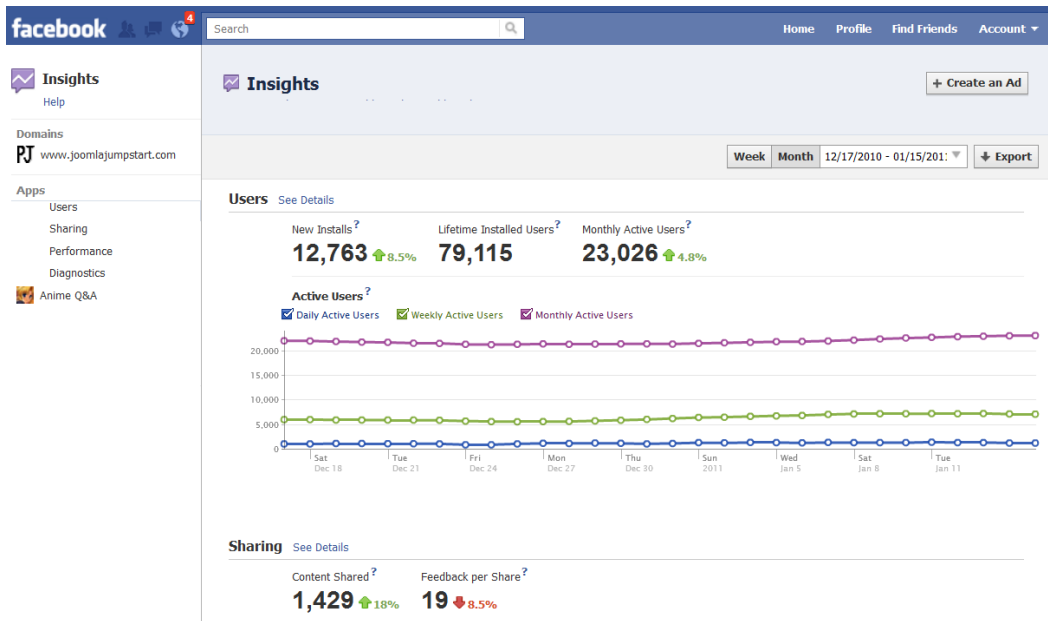 facebook 4 Search Home Profile Find Friends Account
Insights
Help
Domains
PJ www.joomlajumpstart.com
Apps
Users
Sharing
Performance
Diagnostics
Anime Q&A
Insights + Create an Ad
Week Month 12/17/2010 - 01/15/201: Export
Users See Details
New Installs? Lifetime Installed Users? Monthly Active Users?
12,763 8.5% 79,115 23,026 4.8%
Active Users?
Daily Active Users Weekly Active Users Monthly Active Users
20,000
15,000
10,000
5,000
0
Sat Tue Fri Mon Thu Sun Wed Sat Tue
Dec 18 Dec 21 Dec 24 Dec 27 Dec 30 2011 Jan 5 Jan 8 Jan 11
Sharing See Details
Content Shared? Feedback per Share?
1,429 18% 19 8.5%